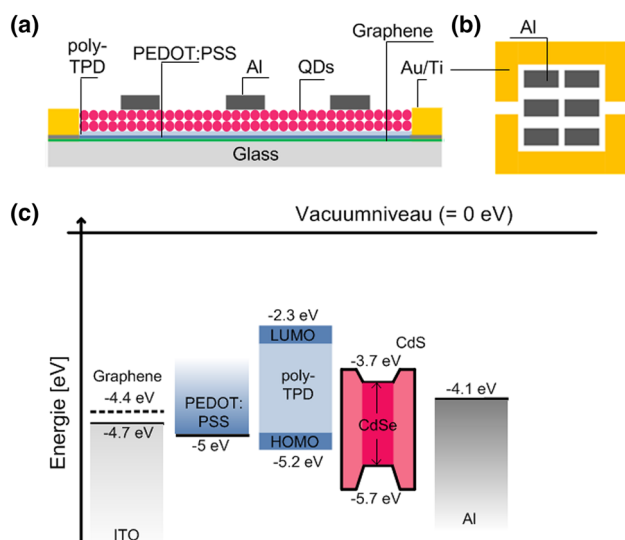 (a)
poly-
TPD
PEDOT:PSS
Al
QDs
Graphene
Au/Ti
Glass
(b)
Al
(c)
Vacuumniveau (= 0 eV)
Energie [eV]
Graphene
-4.4 eV
-4.7 eV
ITO
PEDOT:
PSS
-5 eV
-2.3 eV
LUMO
poly-
TPD
HOMO
-5.2 eV
CdS
-3.7 eV
CdSe
-5.7 eV
-4.1 eV
Al